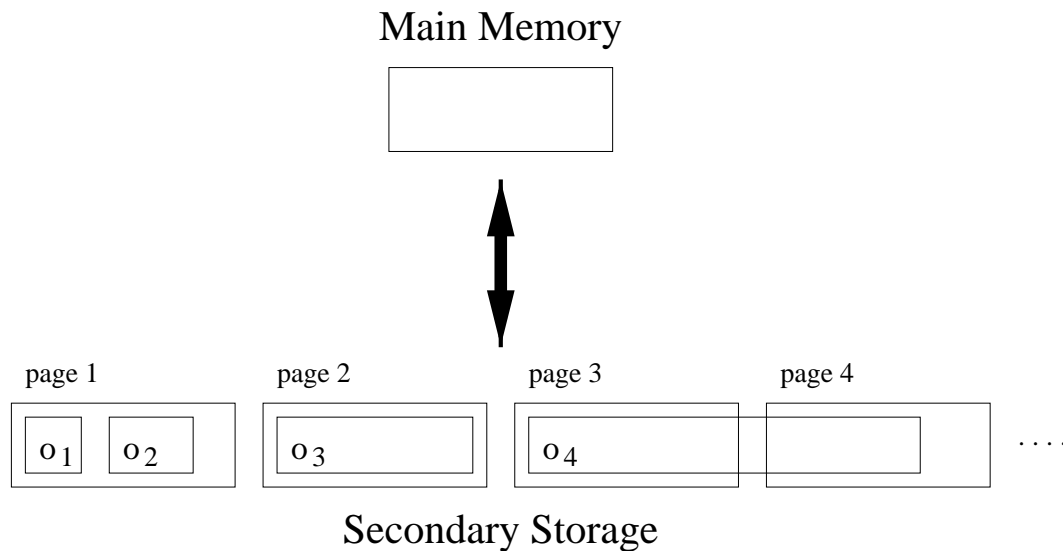 Main Memory
page 1 page 2 page 3 page 4
o1 o2 o3 o4 . . . .
Secondary Storage